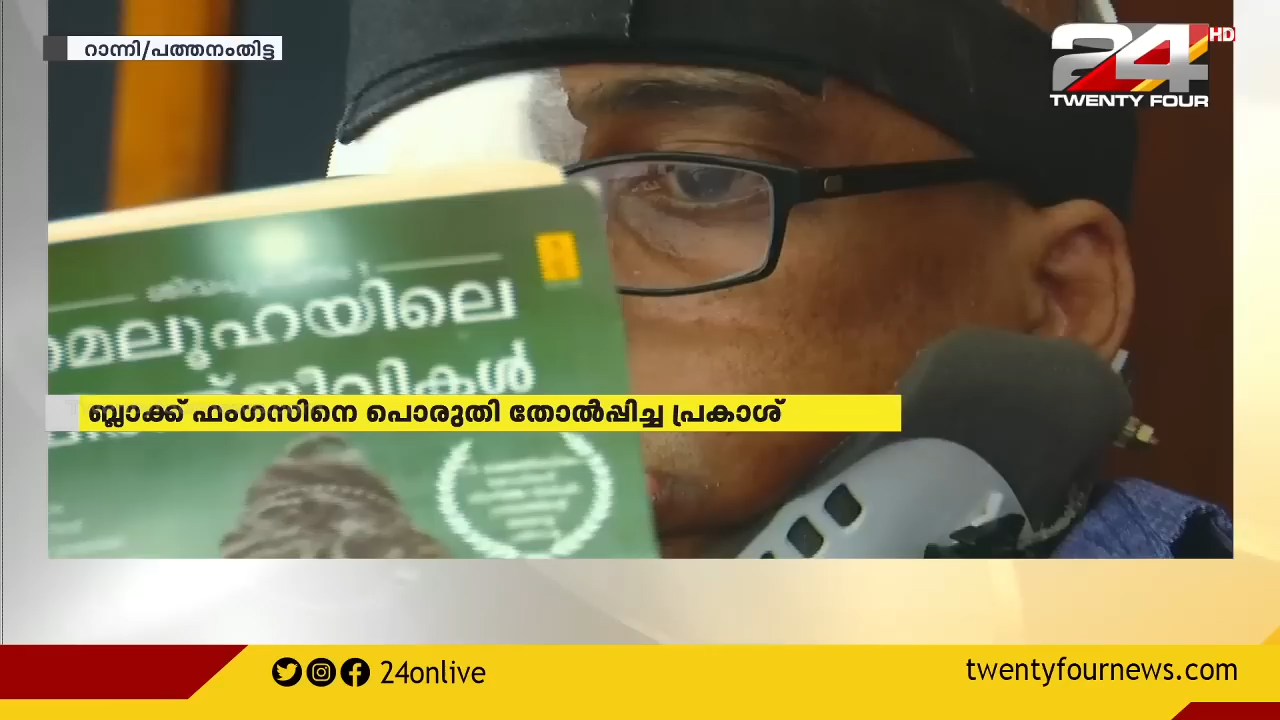 റാന്നി/പത്തനംതിട്ട
24 HD
TWENTY FOUR
മെലൂഹയിലെ
ബ്ലാക്ക് ഫംഗസിനെ പൊരുതി തോൽപ്പിച്ച പ്രകാശ്
24onlive
twentyfournews.com